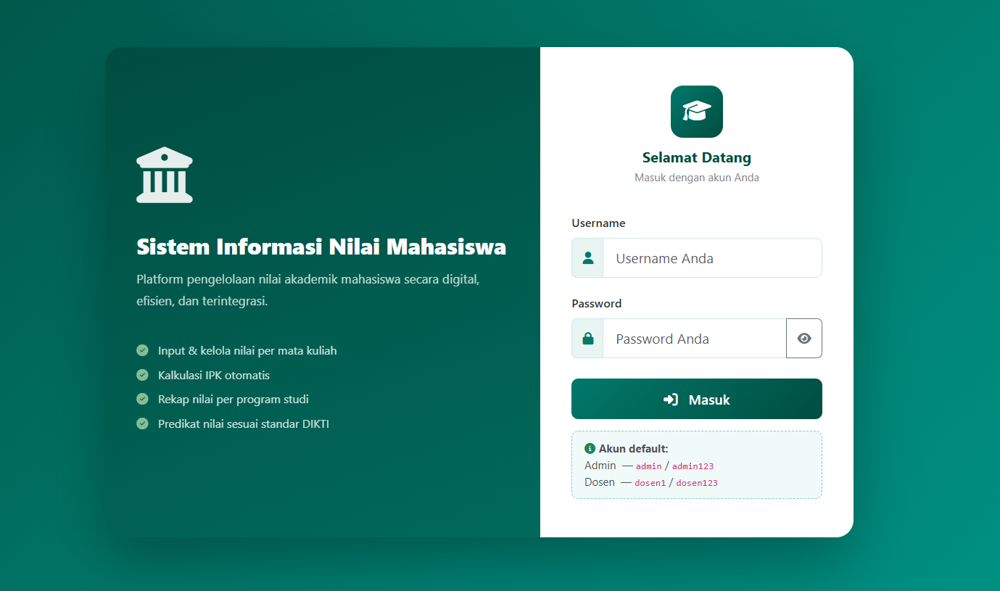 Sistem Informasi Nilai Mahasiswa
Platform pengelolaan nilai akademik mahasiswa secara digital,
efisien, dan terintegrasi.
Input & kelola nilai per mata kuliah
Kalkulasi IPK otomatis
Rekap nilai per program studi
Predikat nilai sesuai standar DIKTI
Selamat Datang
Masuk dengan akun Anda
Username
Username Anda
Password
Password Anda
Masuk
Akun default:
Admin — admin / admin123
Dosen — dosen1 / dosen123